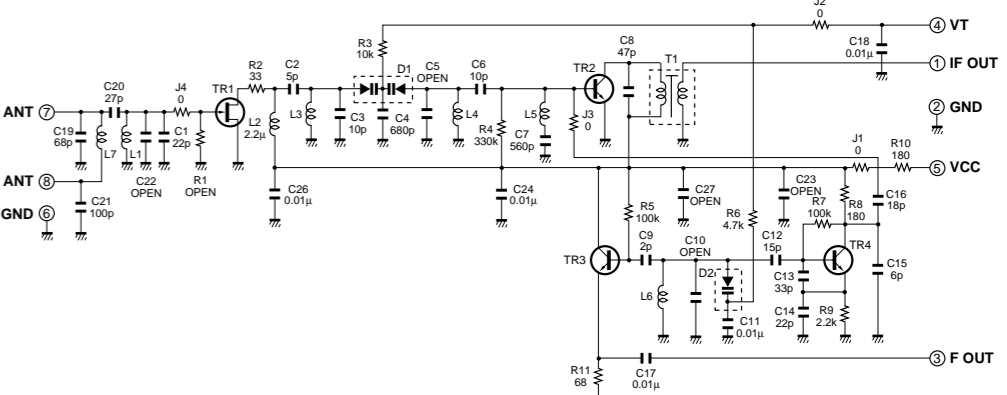 J2
0
④ VT
R3
10k
C18
0.01μ
C8
47p
T1
① IF OUT
R2
33
C2
5p
D1
C5
OPEN
C6
10p
TR2
C20
27p
J4
0
TR1
ANT ⑦
② GND
C19
68p
L7
L1
C1
22p
L2
2.2μ
L3
C3
10p
C4
680p
L4
R4
330k
L5
C7
560p
J3
0
J1
0
R10
180
C22
OPEN
R1
OPEN
ANT ⑧
⑤ VCC
C21
100p
GND ⑥
C26
0.01μ
C24
0.01μ
R5
100k
C27
OPEN
R6
4.7k
C23
OPEN
R7
100k
R8
180
C16
18p
TR3
C9
2p
C10
OPEN
D2
C12
15p
TR4
L6
C13
33p
C15
6p
C11
0.01μ
C14
22p
R9
2.2k
③ F OUT
R11
68
C17
0.01μ